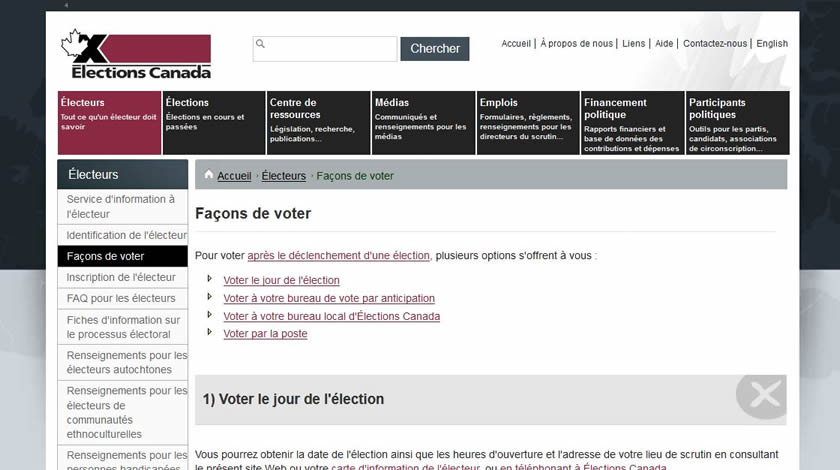 Élections Canada
Chercher
Accueil | À propos de nous | Liens | Aide | Contactez-nous | English
Électeurs
Tout ce qu'un électeur doit
savoir
Élections
Élections en cours et
passées
Centre de
ressources
Législation, recherche,
publications...
Médias
Communiqués et
renseignements pour les
médias
Emplois
Formulaires, règlements,
renseignements pour les
directeurs du scrutin...
Financement
politique
Rapports financiers et
base de données des
contributions et dépenses
Participants
politiques
Outils pour les partis,
candidats, associations
de circonscription...
Électeurs
Service d'information à
l'électeur
Identification de l'électeur
Façons de voter
Inscription de l'électeur
FAQ pour les électeurs
Fiches d'information sur
le processus électoral
Renseignements pour les
électeurs autochtones
Renseignements pour les
électeurs de
communautés
ethnoculturelles
Renseignements pour les
personnes handicapées
Accueil › Électeurs › Façons de voter
Façons de voter
Pour voter après le déclenchement d'une élection, plusieurs options s'offrent à vous :
Voter le jour de l'élection
Voter à votre bureau de vote par anticipation
Voter à votre bureau local d'Élections Canada
Voter par la poste
1) Voter le jour de l'élection
Vous pourrez obtenir la date de l'élection ainsi que les heures d'ouverture et l'adresse de votre lieu de scrutin en consultant
le présent site Web ou votre carte d'information de l'électeur, ou en téléphonant à Élections Canada.